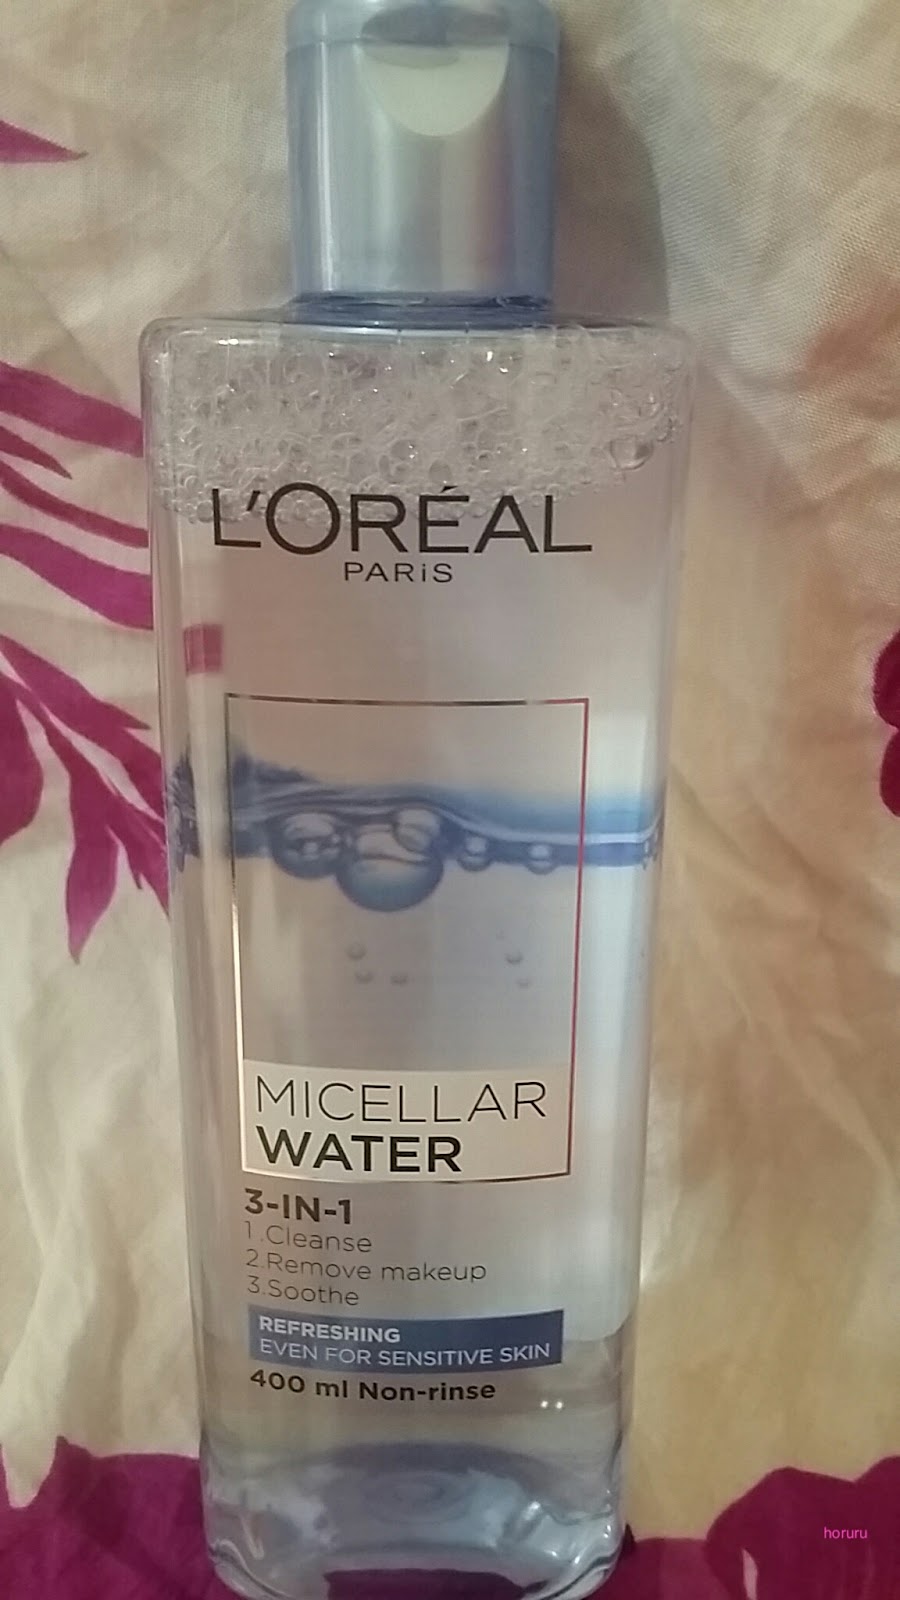 L'ORÉAL
PARiS
MICELLAR
WATER
3-IN-1
1.Cleanse
2.Remove makeup
3.Soothe
REFRESHING
EVEN FOR SENSITIVE SKIN
400 ml Non-rinse
horuru